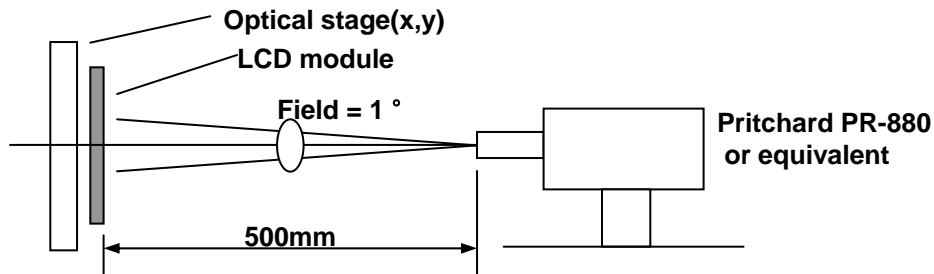 Optical stage(x,y)
LCD module
Field = 1 °
Pritchard PR-880
or equivalent
500mm